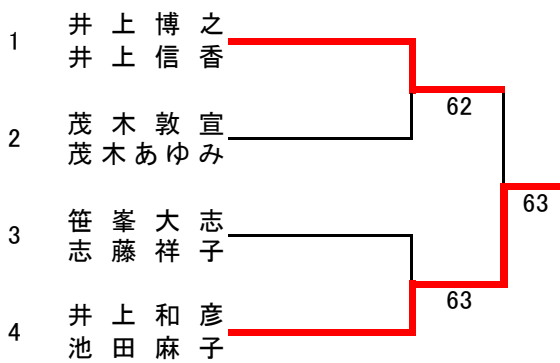 1
井上博之
井上信香
62
2
茂木敦宣
茂木あゆみ
63
3
笹峯大志
志藤祥子
63
4
井上和彦
池田麻子